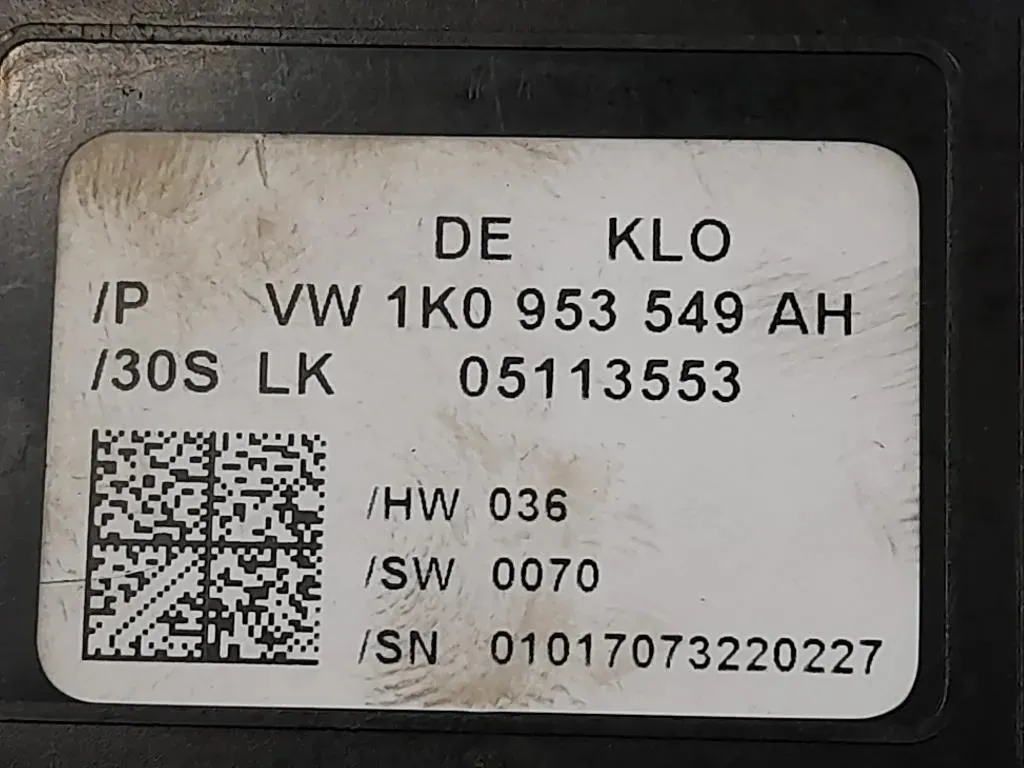 DE KLO
/P VW 1K0 953 549 AH
/30S LK 05113553
/HW 036
/SW 0070
/SN 01017073220227